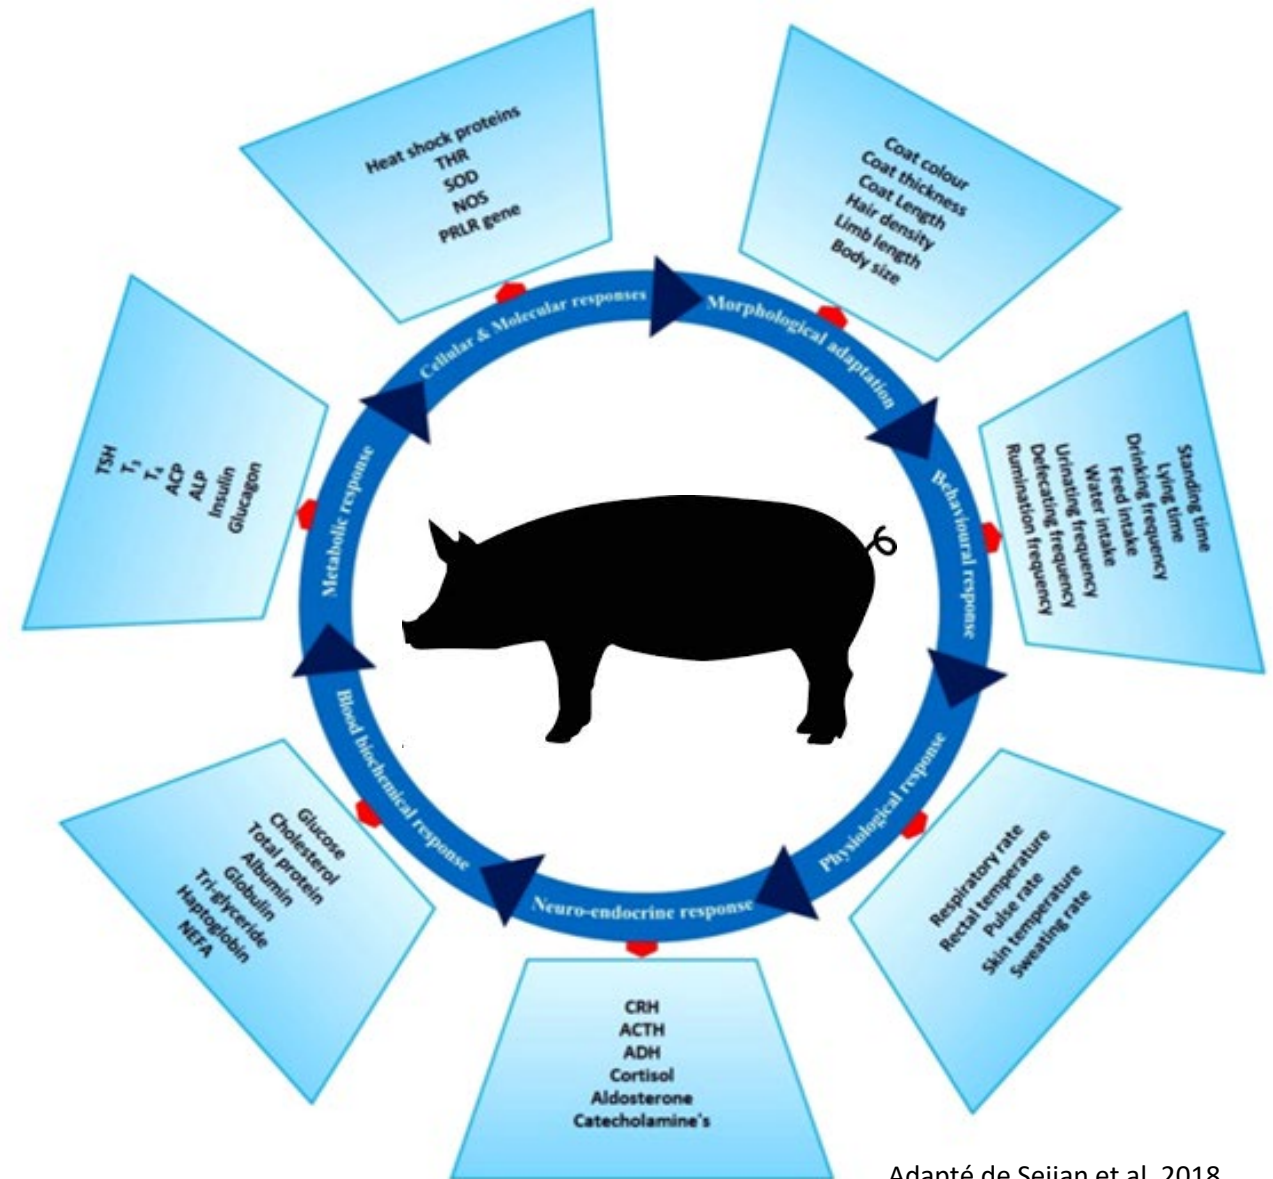 Heat shock proteins
THR
SOD
NOS
PRLR gene
Cellular & Molecular responses
Coat colour
Coat thickness
Coat Length
Hair density
Limb length
Body size
Morphological adaptation
Standing time
Lying time
Drinking frequency
Feed intake
Water intake
Urinating frequency
Defecating frequency
Rumination frequency
Behavioural response
Respiratory rate
Rectal temperature
Pulse rate
Skin temperature
Sweating rate
Physiological response
Neuro-endocrine response
CRH
ACTH
ADH
Cortisol
Aldosterone
Catecholamine's
Blood biochemical response
Glucose
Cholesterol
Total protein
Albumin
Globulin
Tri-glyceride
Haptoglobin
NEFA
Metabolic response
TSH
T₃
T₄
ACP
ALP
Insulin
Glucagon
Adapté de Sejian et al. 2018